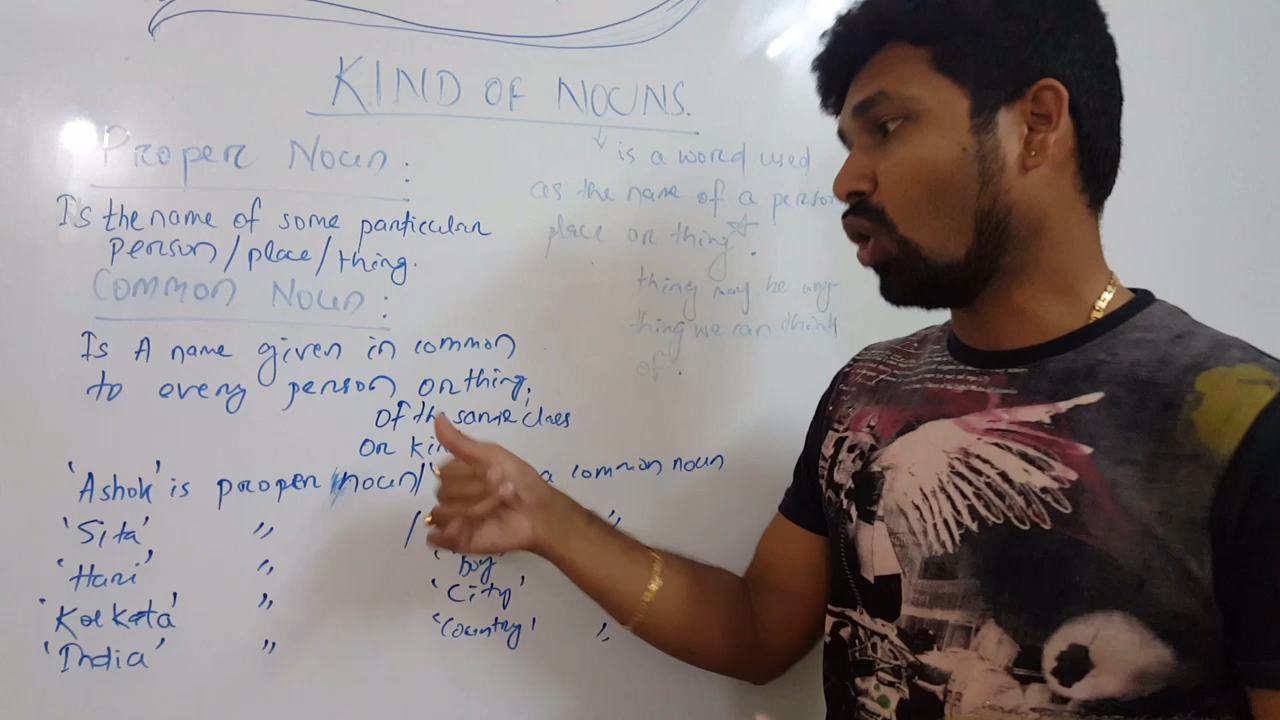 KIND OF NOUNS.
PROPER NOUN:
Is the name of some particular
person/place/thing.
is a word used
as the name of a person
place or thing*.
thing may be any
thing we can think
of.
COMMON NOUN:
Is A name given in common
to every person or thing,
of the same class
or
'Ashok' is proper noun/ a common noun
'Sita' " / "
'Hari' " 'Boy'
'Kolkata' " 'City'
'India' " 'Country' "